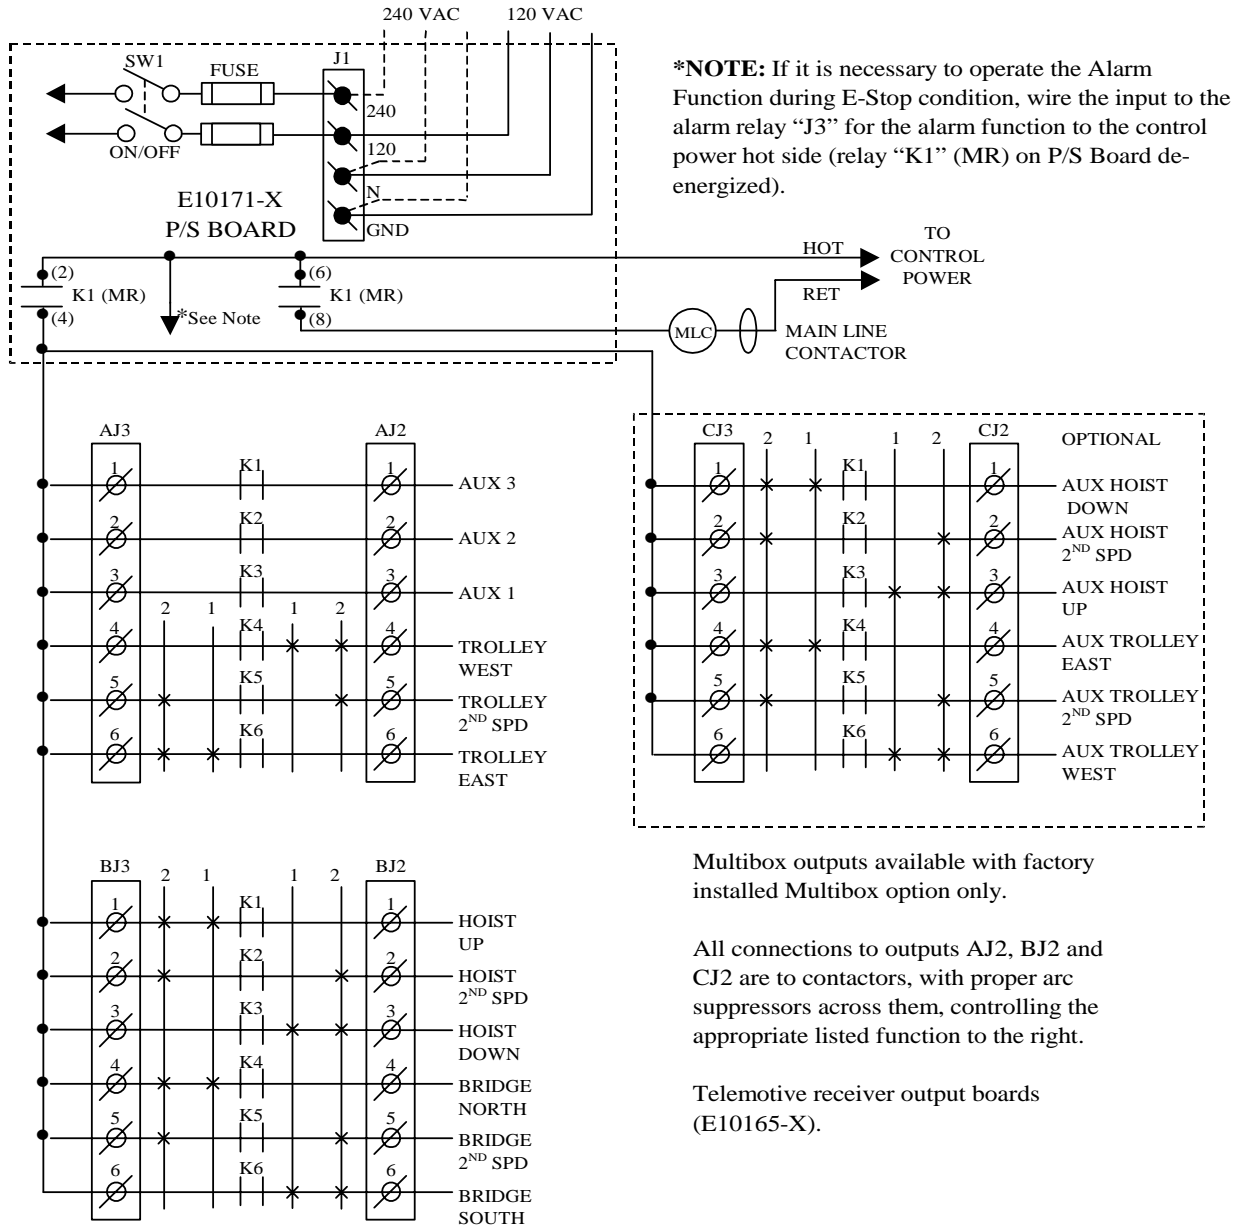 240 VAC
120 VAC
SW1
FUSE
J1
240
120
N
GND
ON/OFF
E10171-X
P/S BOARD
*NOTE: If it is necessary to operate the Alarm
Function during E-Stop condition, wire the input to the
alarm relay “J3” for the alarm function to the control
power hot side (relay “K1” (MR) on P/S Board de-
energized).
(2)
K1 (MR)
(4)
*See Note
(6)
K1 (MR)
(8)
HOT
RET
TO
CONTROL
POWER
MLC
MAIN LINE
CONTACTOR
AJ3
AJ2
1 K1 1 AUX 3
2 K2 2 AUX 2
3 K3 3 AUX 1
2 1 1 2
4 K4 4 TROLLEY
WEST
5 K5 5 TROLLEY
2ND SPD
6 K6 6 TROLLEY
EAST
CJ3 2 1 1 2 CJ2 OPTIONAL
1 K1 1 AUX HOIST
DOWN
2 K2 2 AUX HOIST
2ND SPD
3 K3 3 AUX HOIST
UP
4 K4 4 AUX TROLLEY
EAST
5 K5 5 AUX TROLLEY
2ND SPD
6 K6 6 AUX TROLLEY
WEST
BJ3 2 1 1 2 BJ2
1 K1 1 HOIST
UP
2 K2 2 HOIST
2ND SPD
3 K3 3 HOIST
DOWN
4 K4 4 BRIDGE
NORTH
5 K5 5 BRIDGE
2ND SPD
6 K6 6 BRIDGE
SOUTH
Multibox outputs available with factory
installed Multibox option only.
All connections to outputs AJ2, BJ2 and
CJ2 are to contactors, with proper arc
suppressors across them, controlling the
appropriate listed function to the right.
Telemotive receiver output boards
(E10165-X).